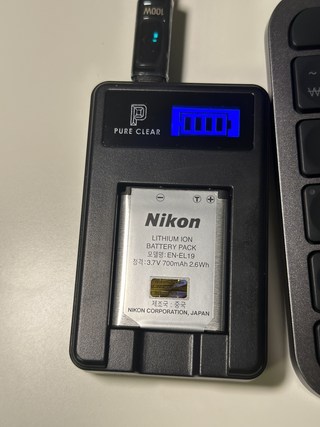 100W
P
PURE CLEAR
Nikon
LITHIUM ION
BATTERY PACK
모델명: EN-EL19
정격: 3.7V 700mAh 2.6Wh
제조국 : 중국
NIKON CORPORATION, JAPAN
~
₩